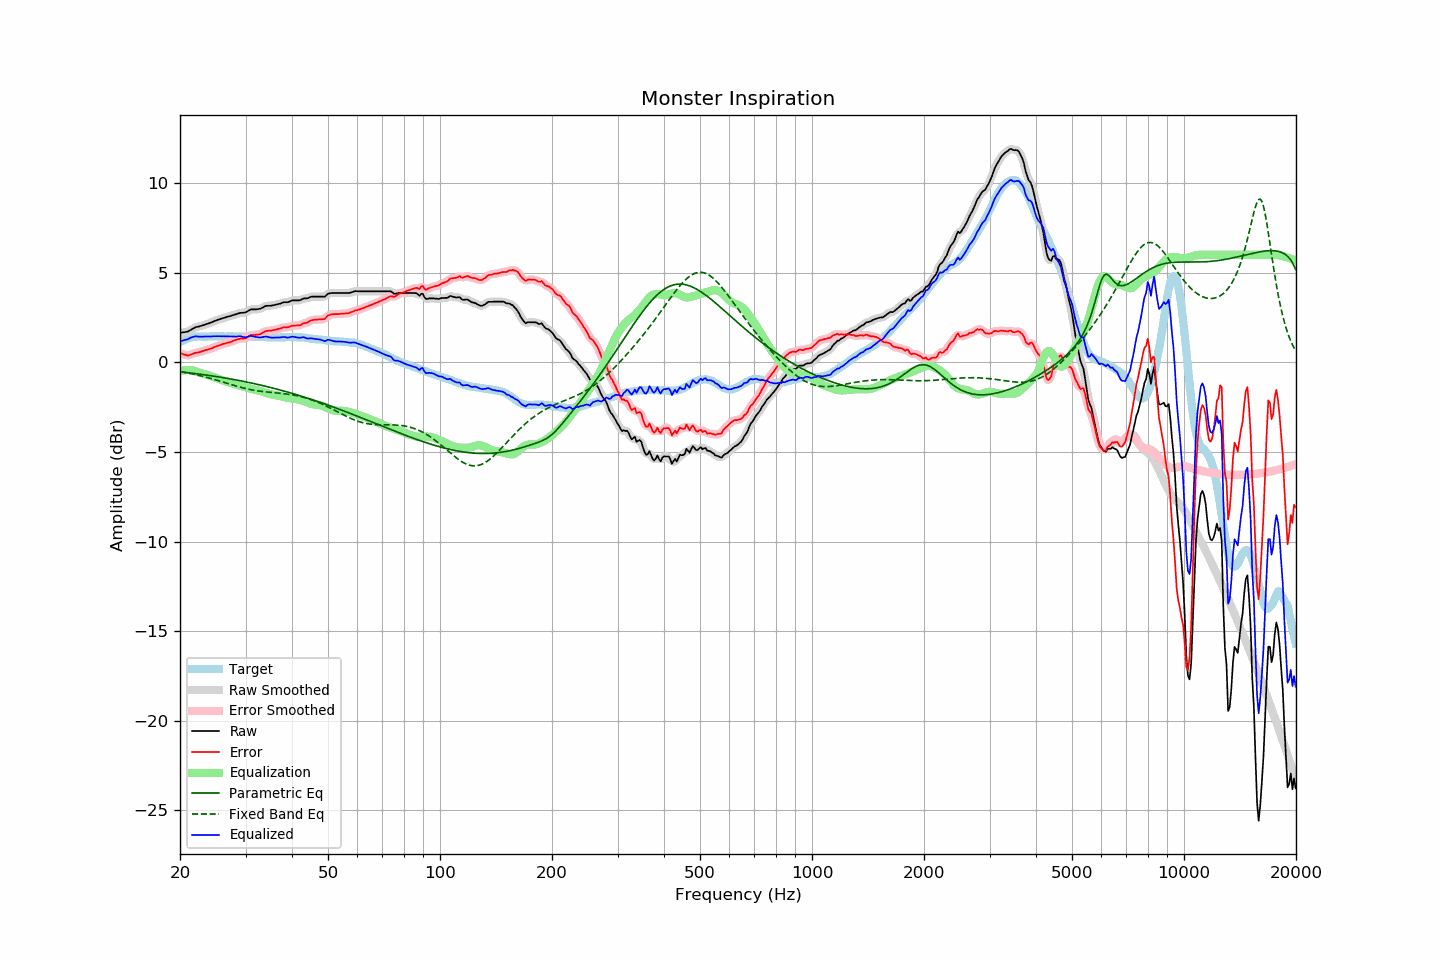 Monster Inspiration
Amplitude (dBr)
10
5
0
−5
−10
−15
−20
−25
Target
Raw Smoothed
Error Smoothed
Raw
Error
Equalization
Parametric Eq
Fixed Band Eq
Equalized
20 50 100 200 500 1000 2000 5000 10000 20000
Frequency (Hz)